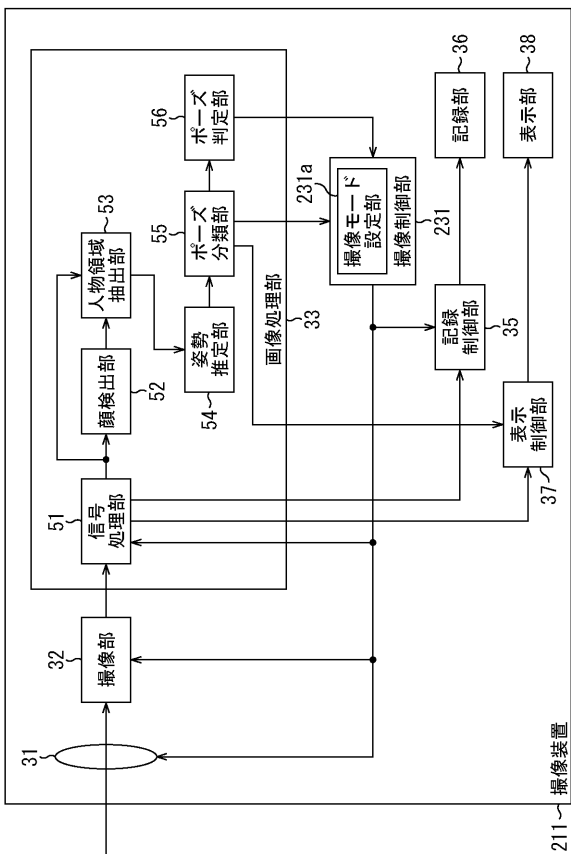 31
32
撮像部
51
信号
処理部
52
顔検出部
53
人物領域
抽出部
54
姿勢
推定部
55
ポーズ
分類部
56
ポーズ
判定部
画像処理部
33
231a
撮像モード
設定部
撮像制御部
231
記録
制御部
35
36
記録部
表示
制御部
37
38
表示部
211
撮像装置